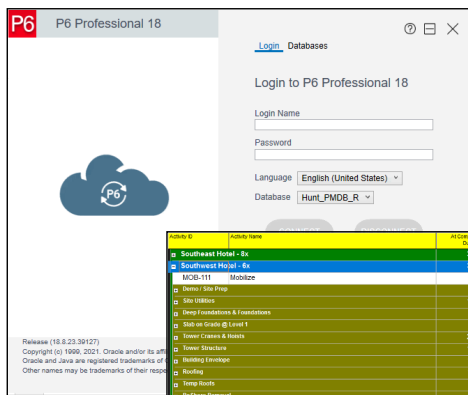 P6 P6 Professional 18
Login Databases
Login to P6 Professional 18
Login Name
Password
Language English (United States)
Database Hunt_PMDB_R
P6
Activity ID Activity Name
Southeast Hotel - 8x
Southwest Hotel - 6x
MOB-111 Mobilize
Demo / Site Prep
Site Utilities
Deep Foundations & Foundations
Slab on Grade @ Level 1
Tower Cranes & Hoists
Tower Structure
Building Envelope
Roofing
Temp Roofs
Release (18.8.23.39127)
Copyright (c) 1999, 2021. Oracle and/or its
Oracle and Java are registered trademarks of
Other names may be trademarks of their